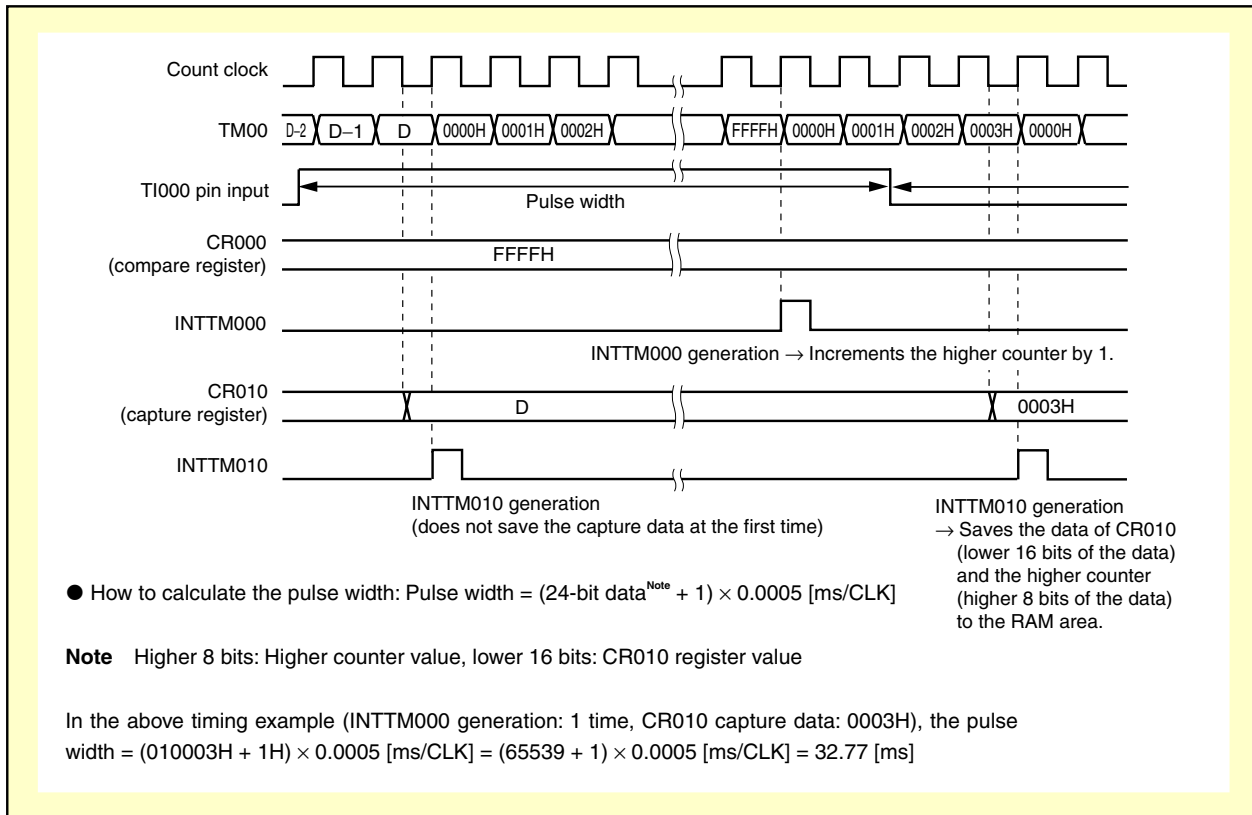 Count clock
TM00 D-2 D–1 D 0000H 0001H 0002H FFFFH 0000H 0001H 0002H 0003H 0000H
TI000 pin input
Pulse width
CR000
(compare register)
FFFFH
INTTM000
INTTM000 generation → Increments the higher counter by 1.
CR010
(capture register)
D 0003H
INTTM010
INTTM010 generation
(does not save the capture data at the first time)
INTTM010 generation
→ Saves the data of CR010
(lower 16 bits of the data)
and the higher counter
(higher 8 bits of the data)
to the RAM area.
● How to calculate the pulse width: Pulse width = (24-bit data^Note + 1) × 0.0005 [ms/CLK]
Note Higher 8 bits: Higher counter value, lower 16 bits: CR010 register value
In the above timing example (INTTM000 generation: 1 time, CR010 capture data: 0003H), the pulse
width = (010003H + 1H) × 0.0005 [ms/CLK] = (65539 + 1) × 0.0005 [ms/CLK] = 32.77 [ms]